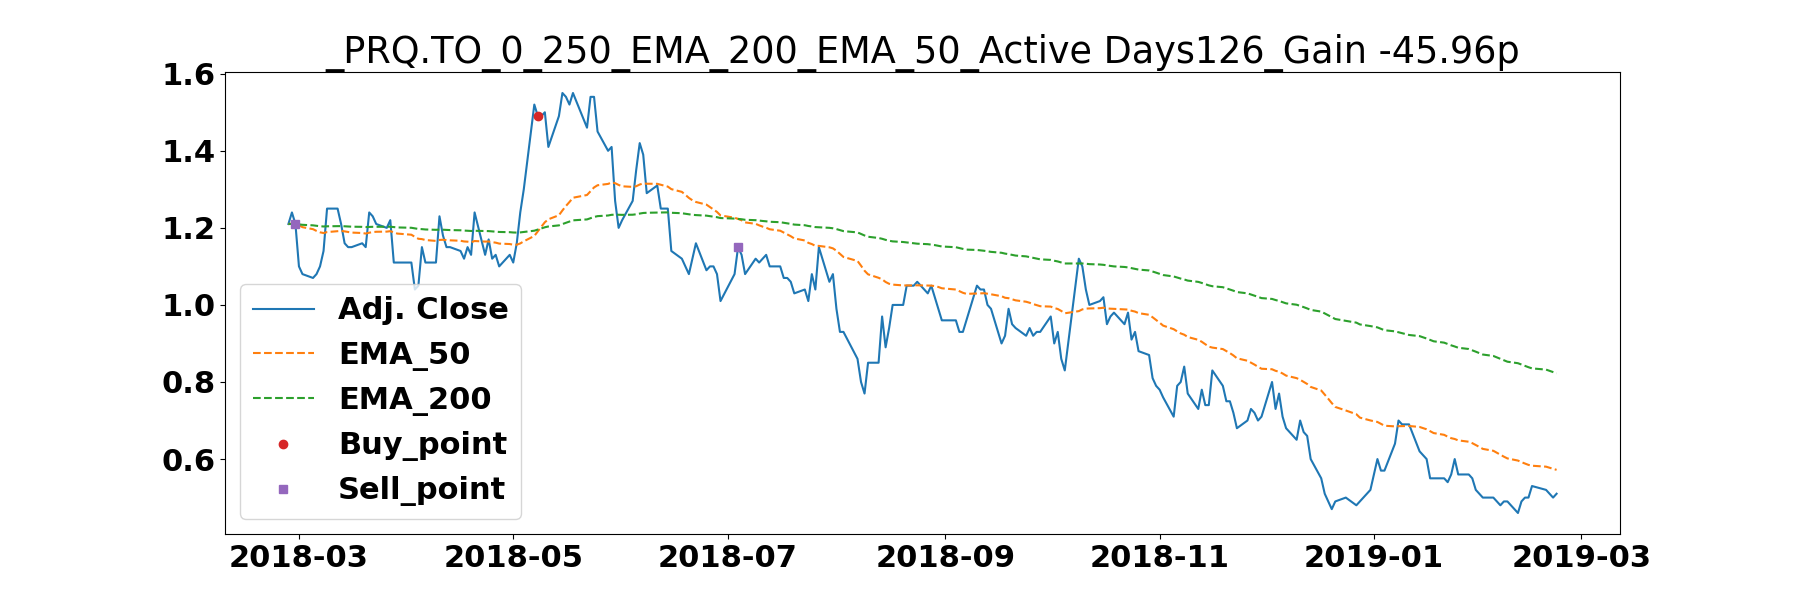 _PRQ.TO_0_250_EMA_200_EMA_50_Active Days126_Gain -45.96p
1.6
1.4
1.2
1.0
0.8
0.6
Adj. Close
EMA_50
EMA_200
Buy_point
Sell_point
2018-03 2018-05 2018-07 2018-09 2018-11 2019-01 2019-03